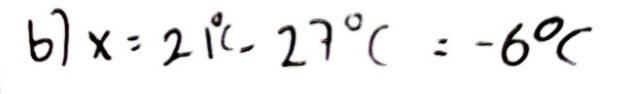 b) x = 21°C - 27°C = -6°C